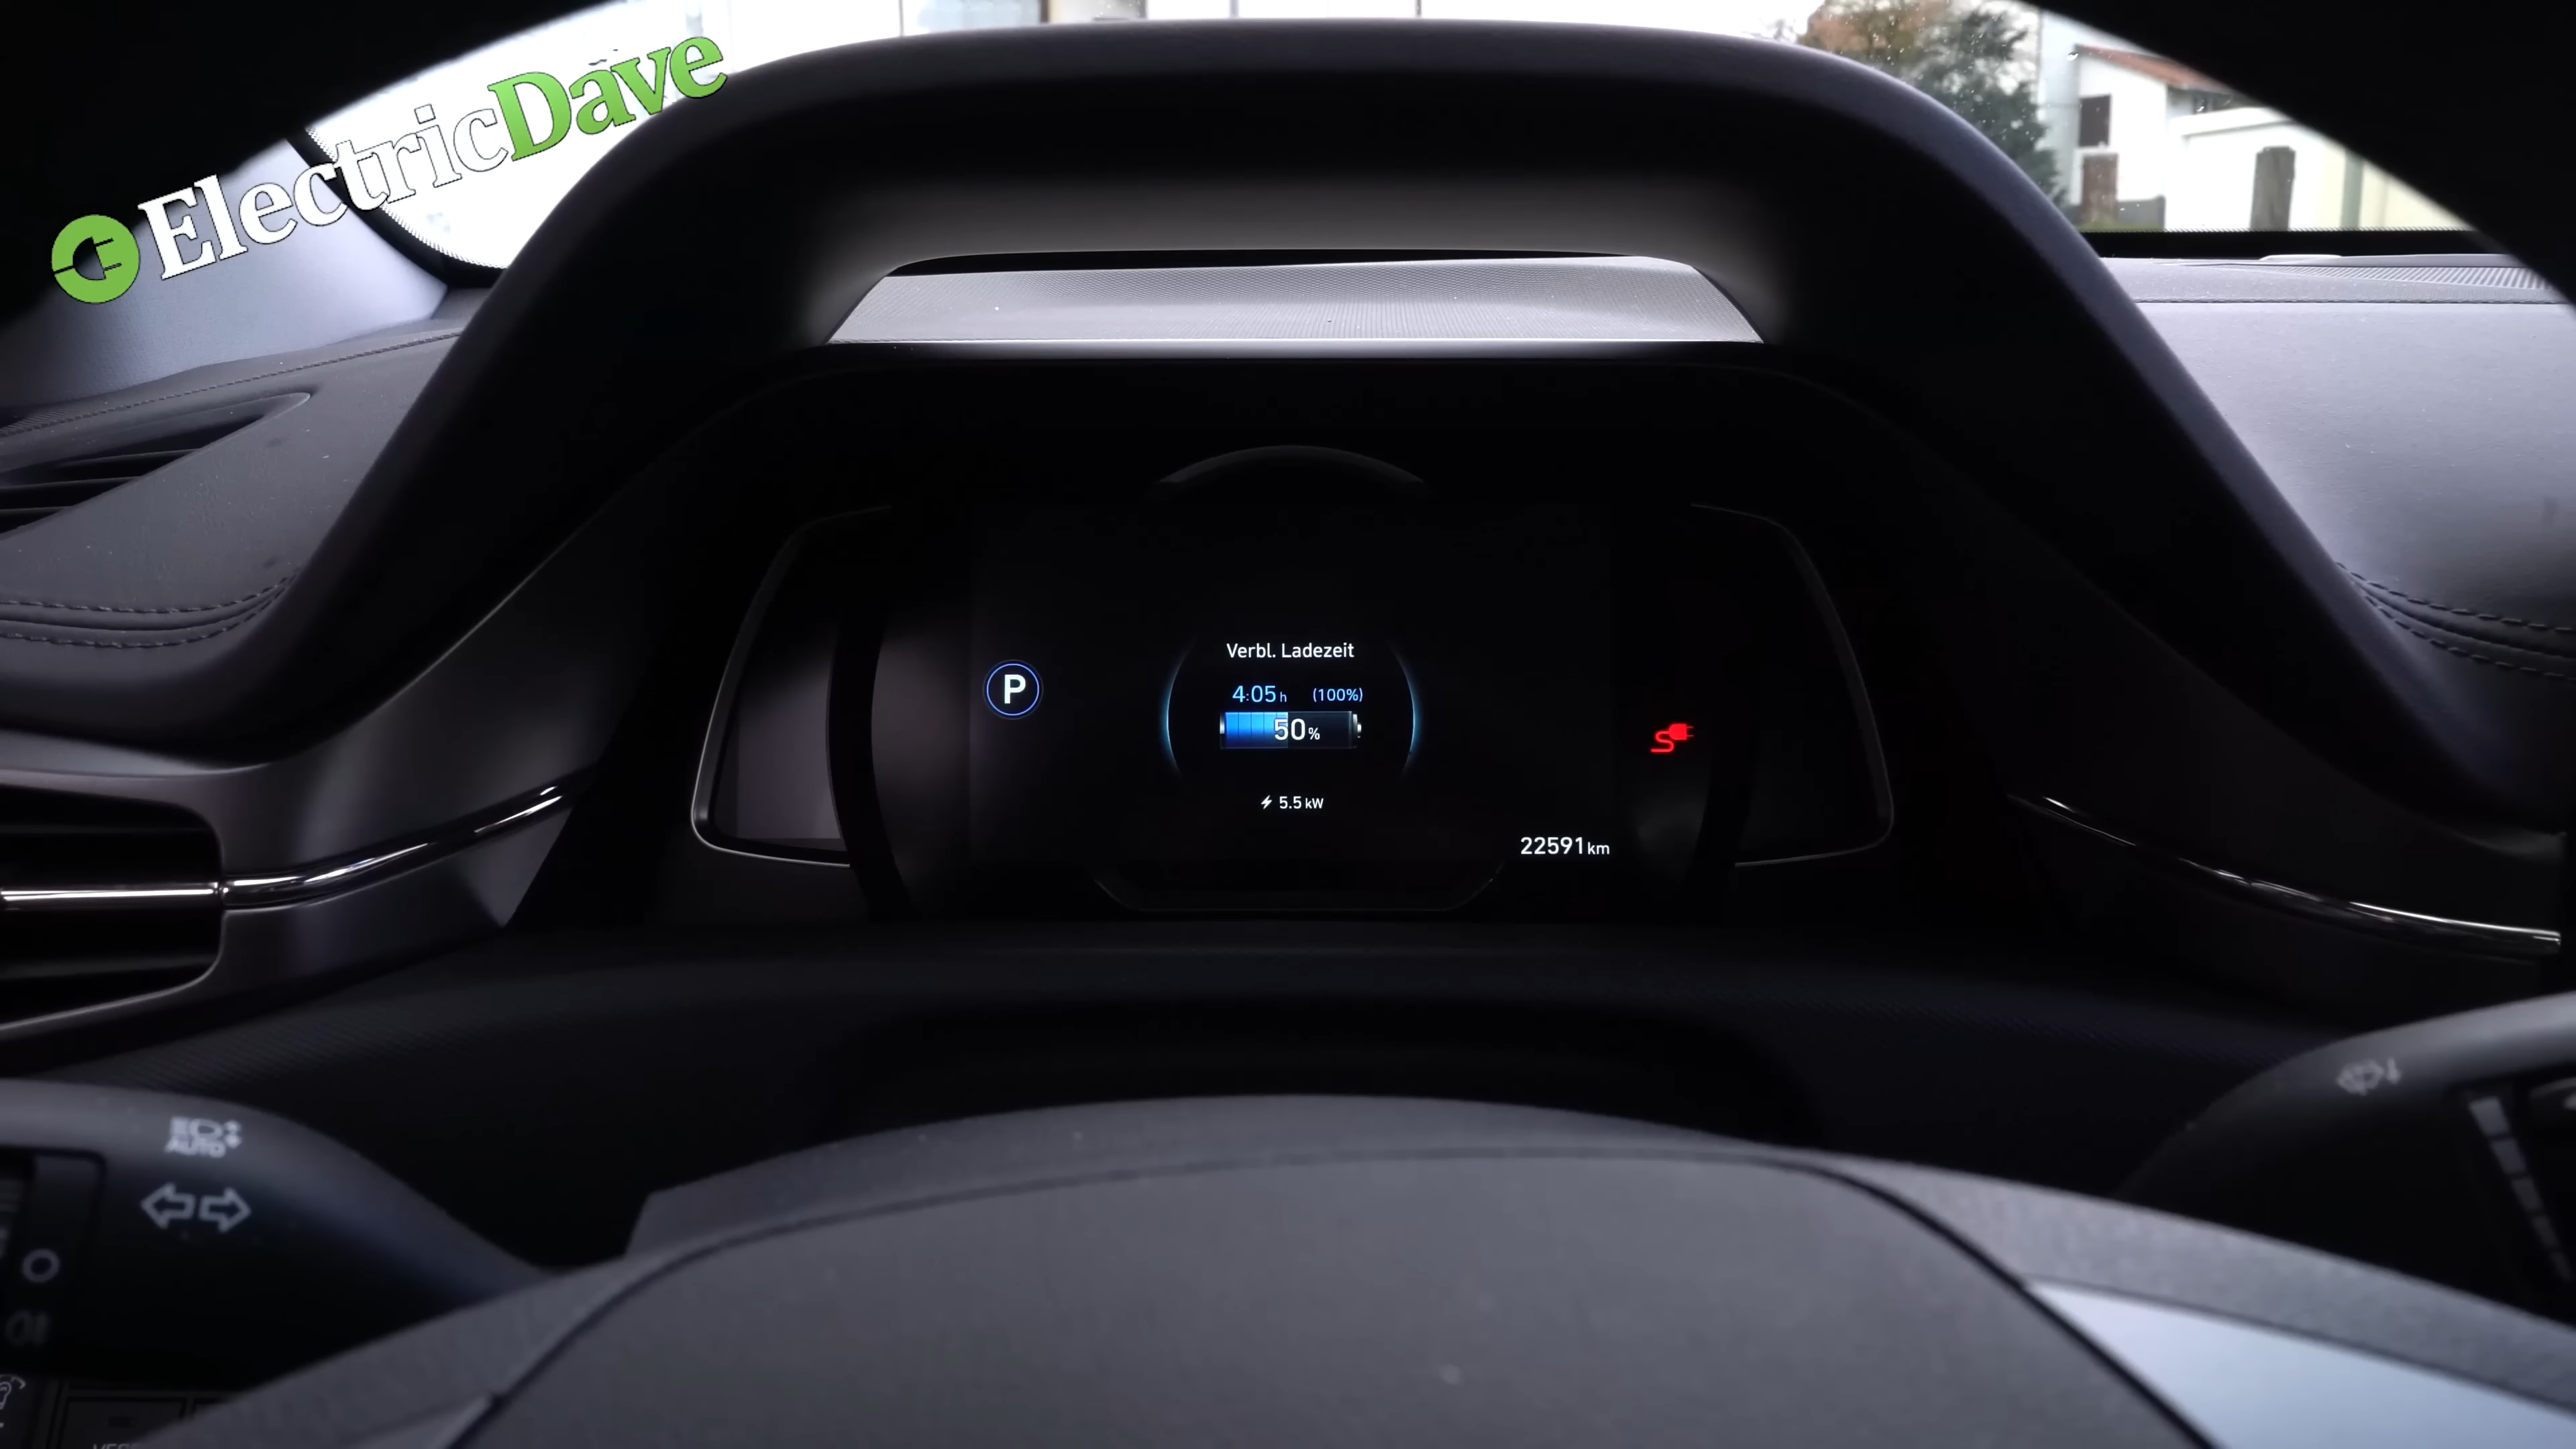 ElectricDave
Verbl. Ladezeit
4:05 h (100%)
P
50%
5.5 kW
22591 km
AUTO